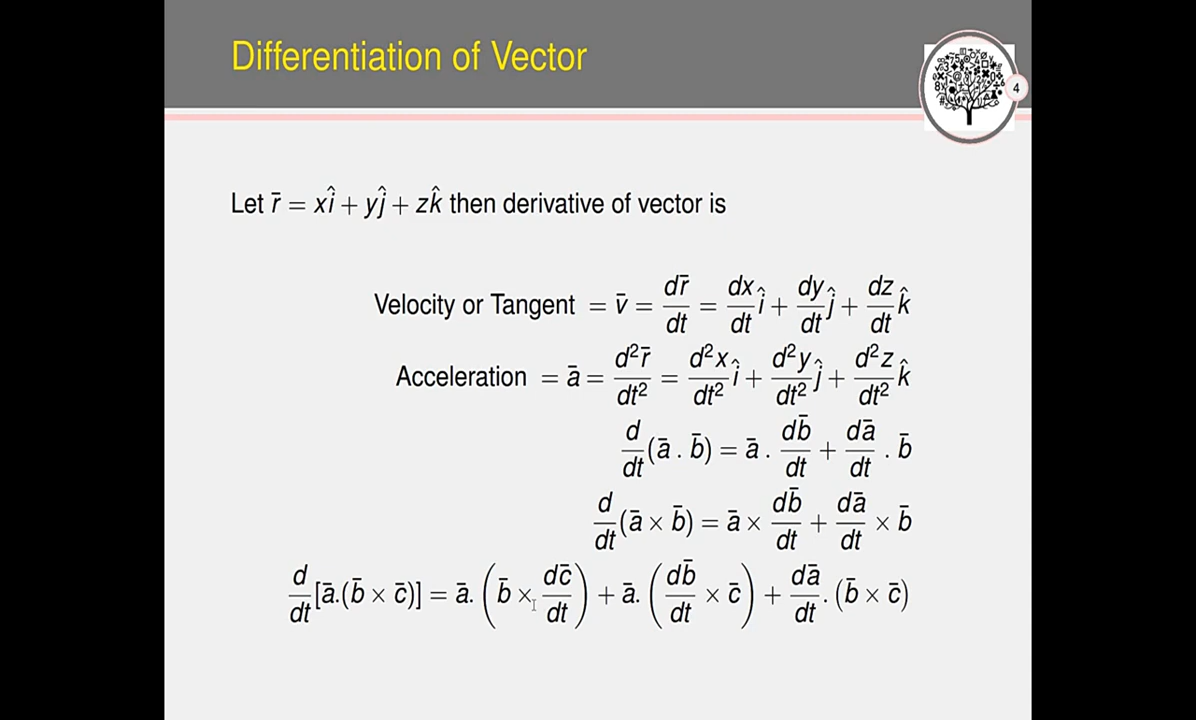 Differentiation of Vector
4
Let r̄ = xî + yĵ + zk̂ then derivative of vector is
Velocity or Tangent = v̄ = dr̄/dt = dx/dt î + dy/dt ĵ + dz/dt k̂
Acceleration = ā = d²r̄/dt² = d²x/dt² î + d²y/dt² ĵ + d²z/dt² k̂
d/dt (ā . b̄) = ā . db̄/dt + dā/dt . b̄
d/dt (ā × b̄) = ā × db̄/dt + dā/dt × b̄
d/dt [ā.(b̄ × c̄)] = ā. (b̄ × dc̄/dt) + ā. (db̄/dt × c̄) + dā/dt . (b̄ × c̄)